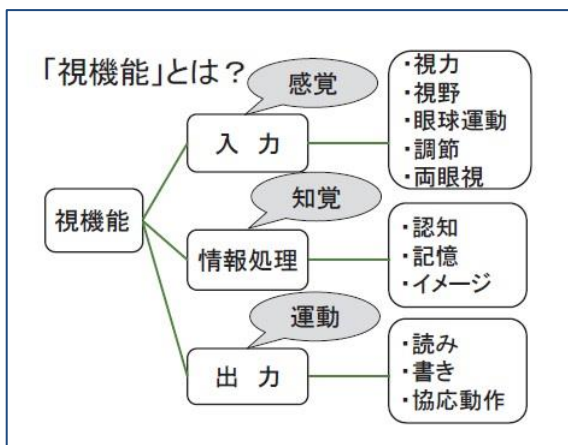 「視機能」とは？
感覚
入　力
・視力
・視野
・眼球運動
・調節
・両眼視
視機能
知覚
情報処理
・認知
・記憶
・イメージ
運動
出　力
・読み
・書き
・協応動作